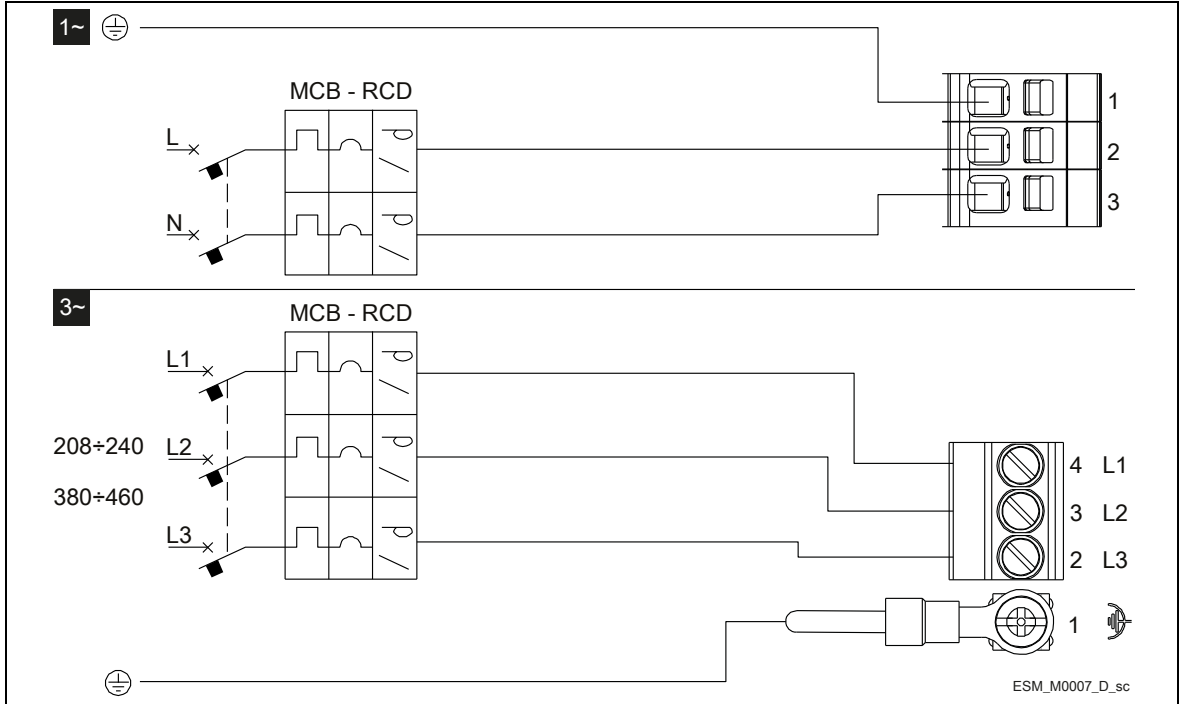 1~
MCB - RCD
1
L
2
N
3
3~
MCB - RCD
L1
208÷240 L2
4 L1
380÷460
3 L2
L3
2 L3
1
ESM_M0007_D_sc